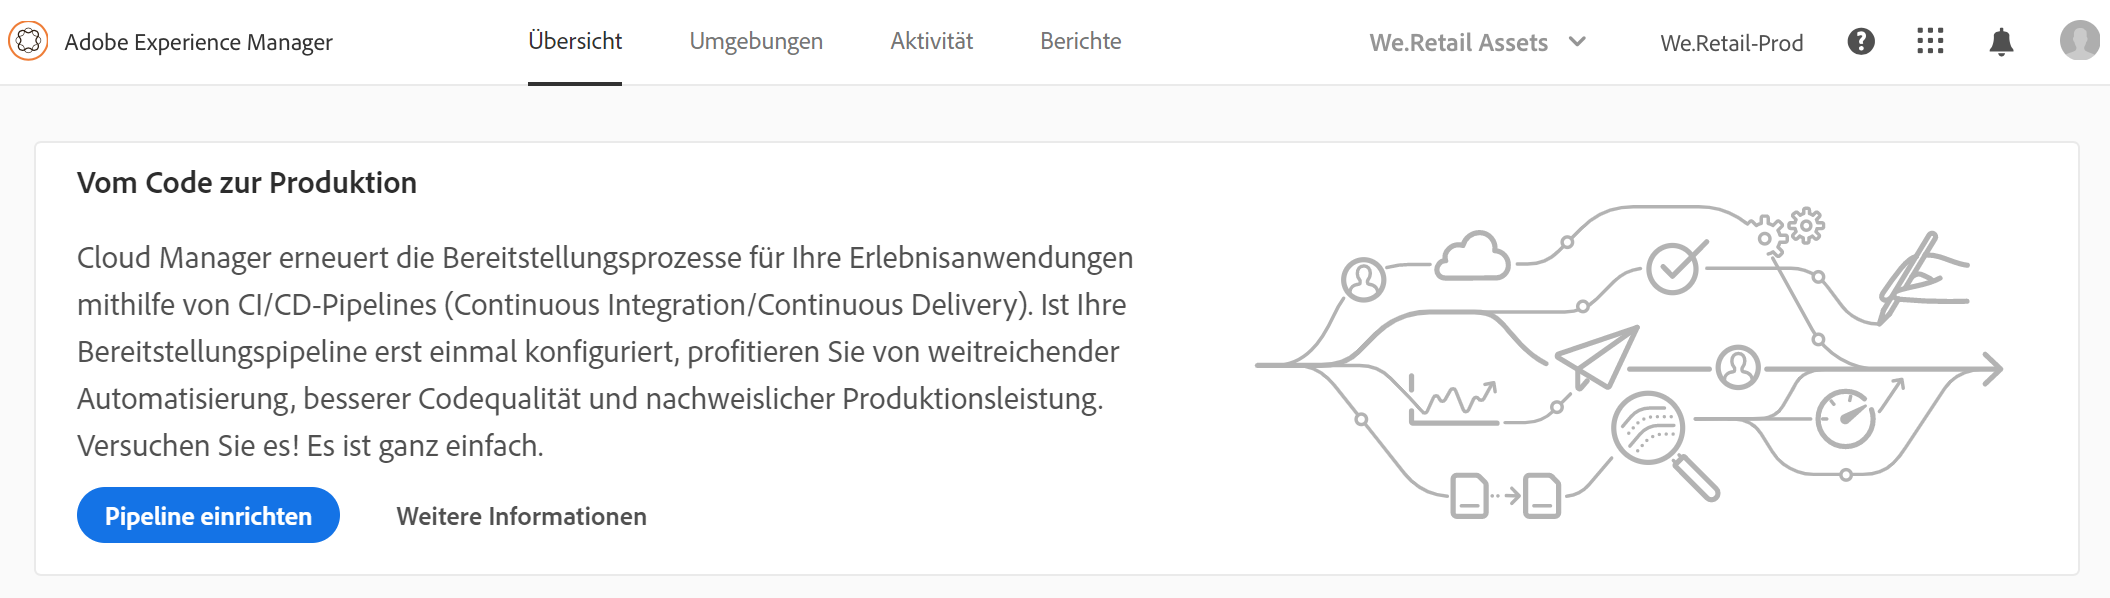 Adobe Experience Manager
Übersicht
Umgebungen
Aktivität
Berichte
We.Retail Assets
We.Retail-Prod
Vom Code zur Produktion
Cloud Manager erneuert die Bereitstellungsprozesse für Ihre Erlebnisanwendungen
mithilfe von CI/CD-Pipelines (Continuous Integration/Continuous Delivery). Ist Ihre
Bereitstellungspipeline erst einmal konfiguriert, profitieren Sie von weitreichender
Automatisierung, besserer Codequalität und nachweislicher Produktionsleistung.
Versuchen Sie es! Es ist ganz einfach.
Pipeline einrichten
Weitere Informationen